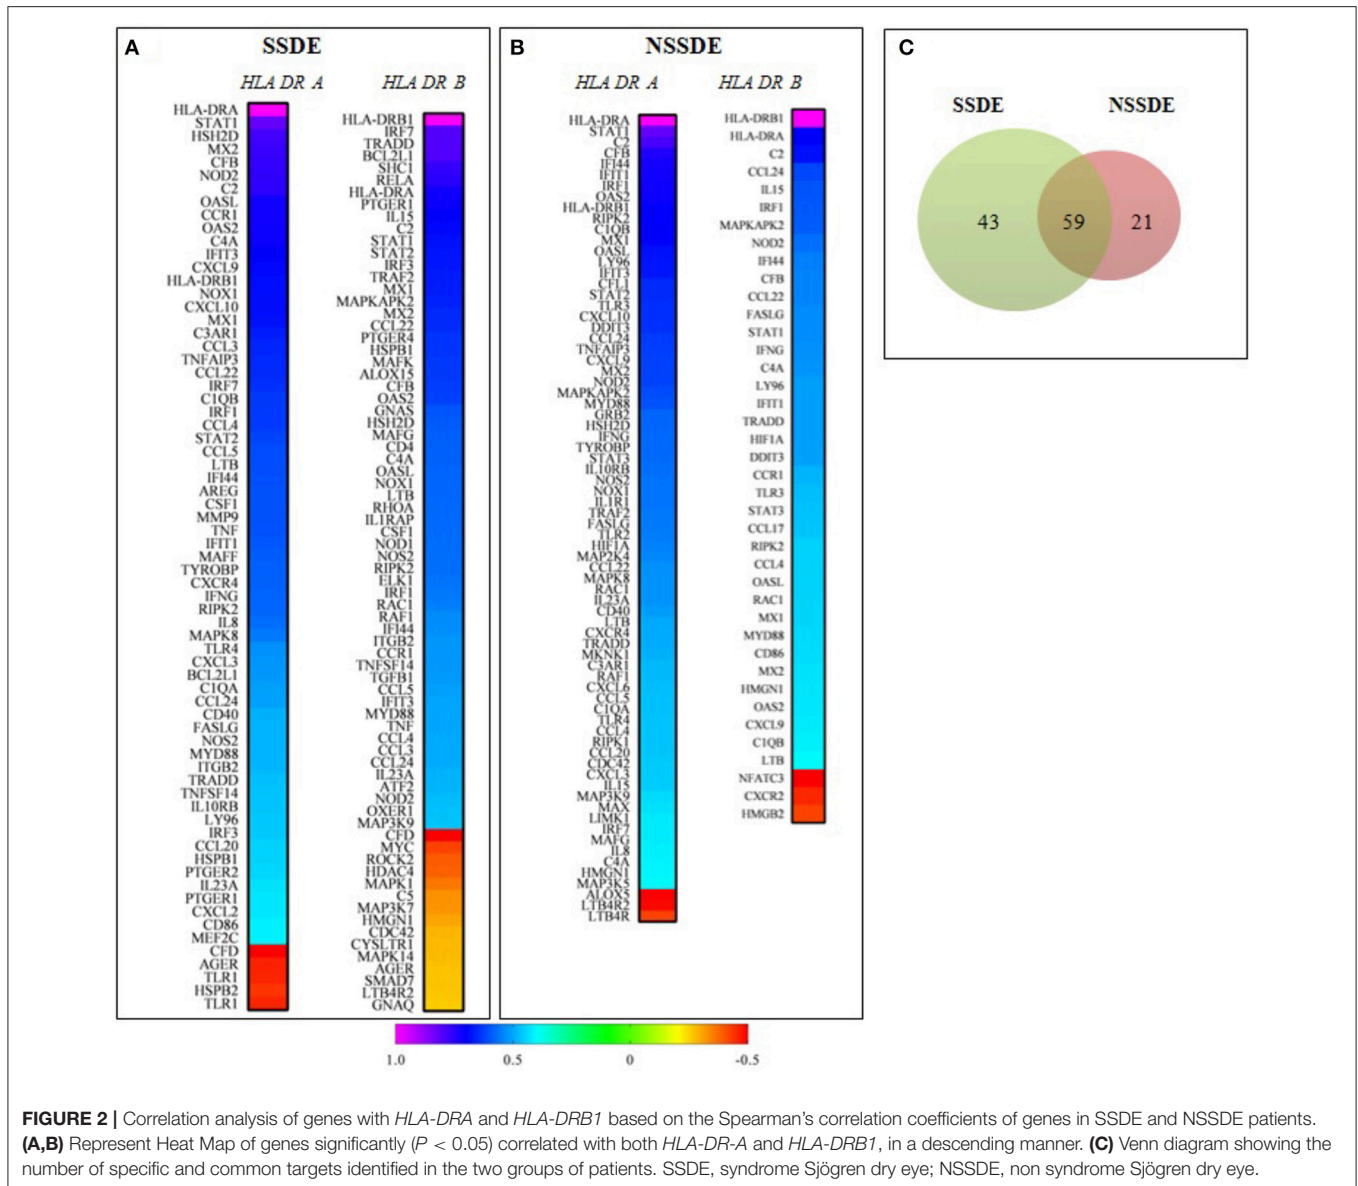 A
SSDE
HLA DR A
HLA-DRA
STAT1
HSH2D
MX2
CFB
NOD2
C2
OASL
CCR1
OAS2
C4A
IFIT3
CXCL9
HLA-DRB1
NOX1
CXCL10
MX1
C3AR1
CCL3
TNFAIP3
CCL22
IRF7
C1QB
IRF1
CCL4
STAT2
CCL5
LTB
IFI44
AREG
CSF1
MMP9
TNF
IFIT1
MAFF
TYROBP
CXCR4
IFNG
RIPK2
IL8
MAPK8
TLR4
CXCL3
BCL2L1
C1QA
CCL24
CD40
FASLG
NOS2
MYD88
ITGB2
TRADD
TNFSF14
IL10RB
LY96
IRF3
CCL20
HSPB1
PTGER2
IL23A
PTGER1
CXCL2
CD86
MEF2C
CFD
AGER
TLR1
HSPB2
TLR1
HLA DR B
HLA-DRB1
IRF7
TRADD
BCL2L1
SHC1
RELA
HLA-DRA
PTGER1
IL15
C2
STAT1
STAT2
IRF3
TRAF2
MX1
MAPKAPK2
MX2
CCL22
PTGER4
HSPB1
MAFK
ALOX15
CFB
OAS2
GNAS
HSH2D
MAFG
CD4
C4A
OASL
NOX1
LTB
RHOA
IL1RAP
CSF1
NOD1
NOS2
RIPK2
ELK1
IRF1
RAC1
RAF1
IFI44
ITGB2
CCR1
TNFSF14
TGFB1
CCL5
IFIT3
MYD88
TNF
CCL4
CCL3
CCL24
IL23A
ATF2
NOD2
OXER1
MAP3K9
CFD
MYC
ROCK2
HDAC4
MAPK1
C5
MAP3K7
HMGN1
CDC42
CYSLTR1
MAPK14
AGER
SMAD7
LTB4R2
GNAQ
B
NSSDE
HLA DR A
HLA-DRA
STAT1
C2
CFB
IFI44
IFIT1
IRF1
OAS2
HLA-DRB1
RIPK2
C1QB
MX1
OASL
LY96
IFIT3
CFL1
STAT2
TLR3
CXCL10
DDIT3
CCL24
TNFAIP3
CXCL9
MX2
NOD2
MAPKAPK2
MYD88
GRB2
HSH2D
IFNG
TYROBP
STAT3
IL10RB
NOS2
NOX1
IL1R1
TRAF2
FASLG
TLR2
HIF1A
MAP2K4
CCL22
MAPK8
RAC1
IL23A
CD40
LTB
CXCR4
TRADD
MKNK1
C3AR1
RAF1
CXCL6
CCL5
C1QA
TLR4
CCL4
RIPK1
CCL20
CDC42
CXCL3
IL15
MAP3K9
MAX
LIMK1
IRF7
MAFG
IL8
C4A
HMGN1
MAP3K5
ALOX5
LTB4R2
LTB4R
HLA DR B
HLA-DRB1
HLA-DRA
C2
CCL24
IL15
IRF1
MAPKAPK2
NOD2
IFI44
CFB
CCL22
FASLG
STAT1
IFNG
C4A
LY96
IFIT1
TRADD
HIF1A
DDIT3
CCR1
TLR3
STAT3
CCL17
RIPK2
CCL4
OASL
RAC1
MX1
MYD88
CD86
MX2
HMGN1
OAS2
CXCL9
C1QB
LTB
NFATC3
CXCR2
HMGB2
C
SSDE NSSDE
43 59 21
1.0 0.5 0 -0.5
FIGURE 2 | Correlation analysis of genes with HLA-DRA and HLA-DRB1 based on the Spearman's correlation coefficients of genes in SSDE and NSSDE patients.
(A,B) Represent Heat Map of genes significantly (P < 0.05) correlated with both HLA-DR-A and HLA-DRB1, in a descending manner. (C) Venn diagram showing the
number of specific and common targets identified in the two groups of patients. SSDE, syndrome Sjögren dry eye; NSSDE, non syndrome Sjögren dry eye.